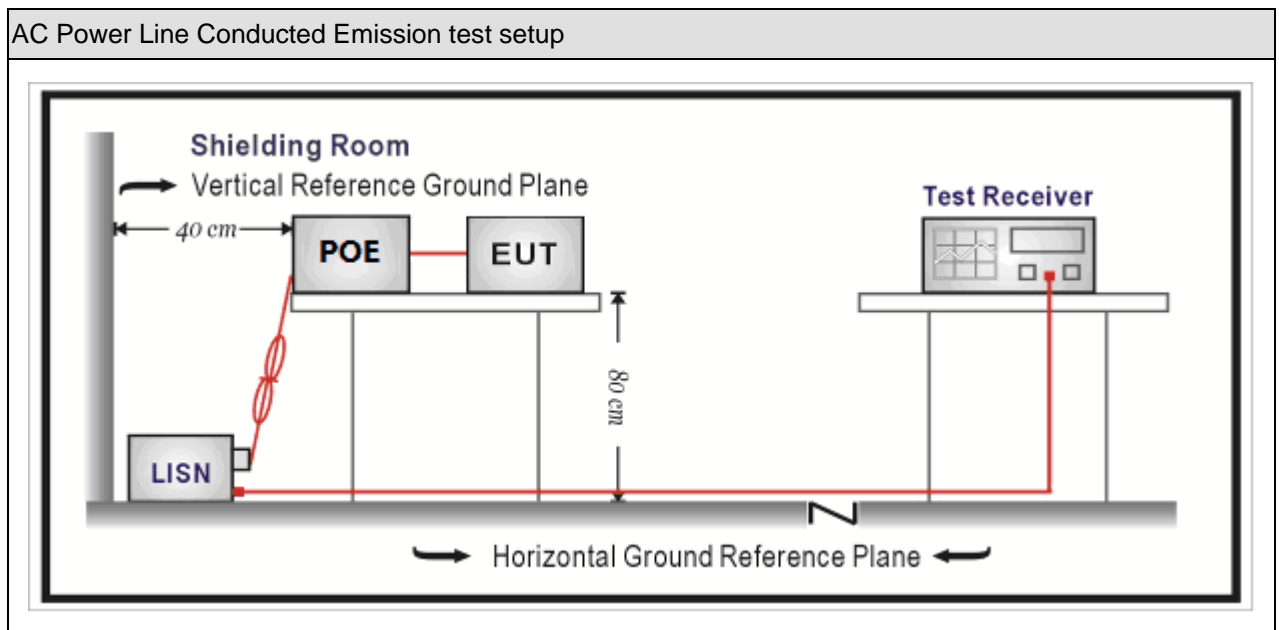 AC Power Line Conducted Emission test setup
Shielding Room
Vertical Reference Ground Plane
40 cm
POE
EUT
Test Receiver
80 cm
LISN
Horizontal Ground Reference Plane